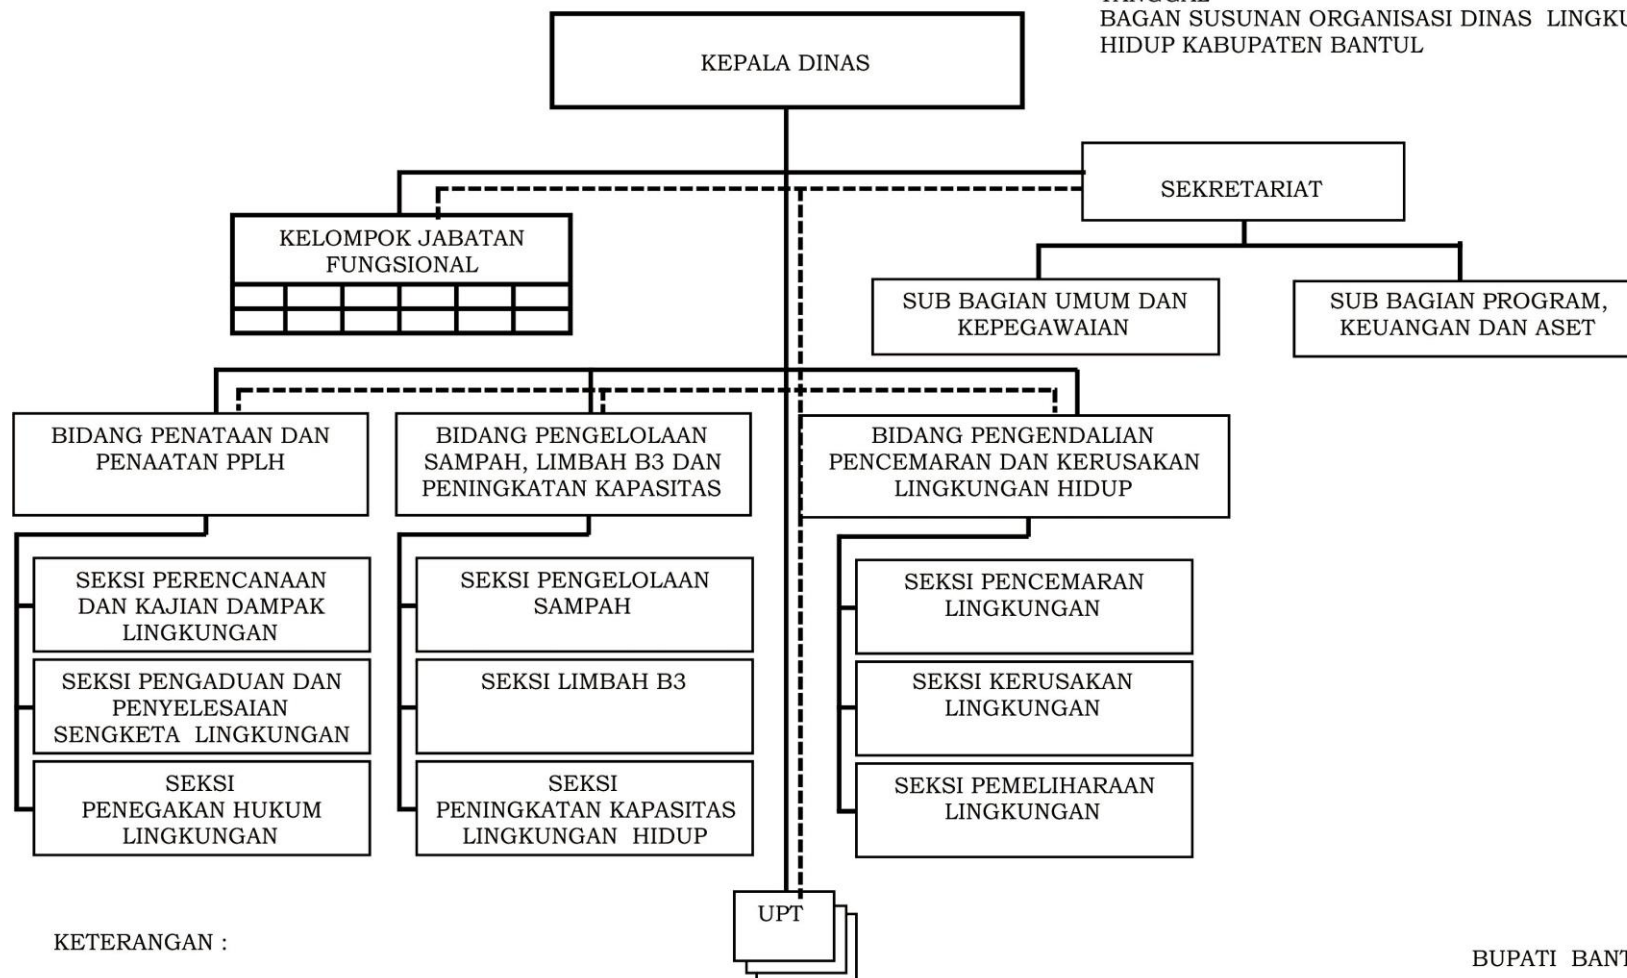 TANGGAL
BAGAN SUSUNAN ORGANISASI DINAS LINGKU
HIDUP KABUPATEN BANTUL
KEPALA DINAS
SEKRETARIAT
KELOMPOK JABATAN
FUNGSIONAL
SUB BAGIAN UMUM DAN
KEPEGAWAIAN
SUB BAGIAN PROGRAM,
KEUANGAN DAN ASET
BIDANG PENATAAN DAN
PENAATAN PPLH
BIDANG PENGELOLAAN
SAMPAH, LIMBAH B3 DAN
PENINGKATAN KAPASITAS
BIDANG PENGENDALIAN
PENCEMARAN DAN KERUSAKAN
LINGKUNGAN HIDUP
SEKSI PERENCANAAN
DAN KAJIAN DAMPAK
LINGKUNGAN
SEKSI PENGADUAN DAN
PENYELESAIAN
SENGKETA LINGKUNGAN
SEKSI
PENEGAKAN HUKUM
LINGKUNGAN
SEKSI PENGELOLAAN
SAMPAH
SEKSI LIMBAH B3
SEKSI
PENINGKATAN KAPASITAS
LINGKUNGAN HIDUP
SEKSI PENCEMARAN
LINGKUNGAN
SEKSI KERUSAKAN
LINGKUNGAN
SEKSI PEMELIHARAAN
LINGKUNGAN
UPT
KETERANGAN :
BUPATI BANT